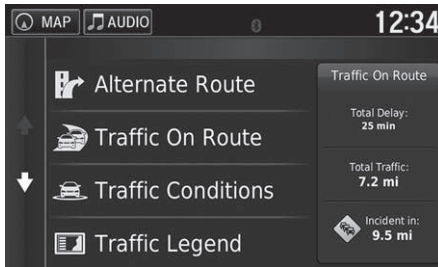 MAP
AUDIO
12:34
Alternate Route
Traffic On Route
Traffic Conditions
Traffic Legend
Traffic On Route
Total Delay:
25 min
Total Traffic:
7.2 mi
Incident in:
9.5 mi